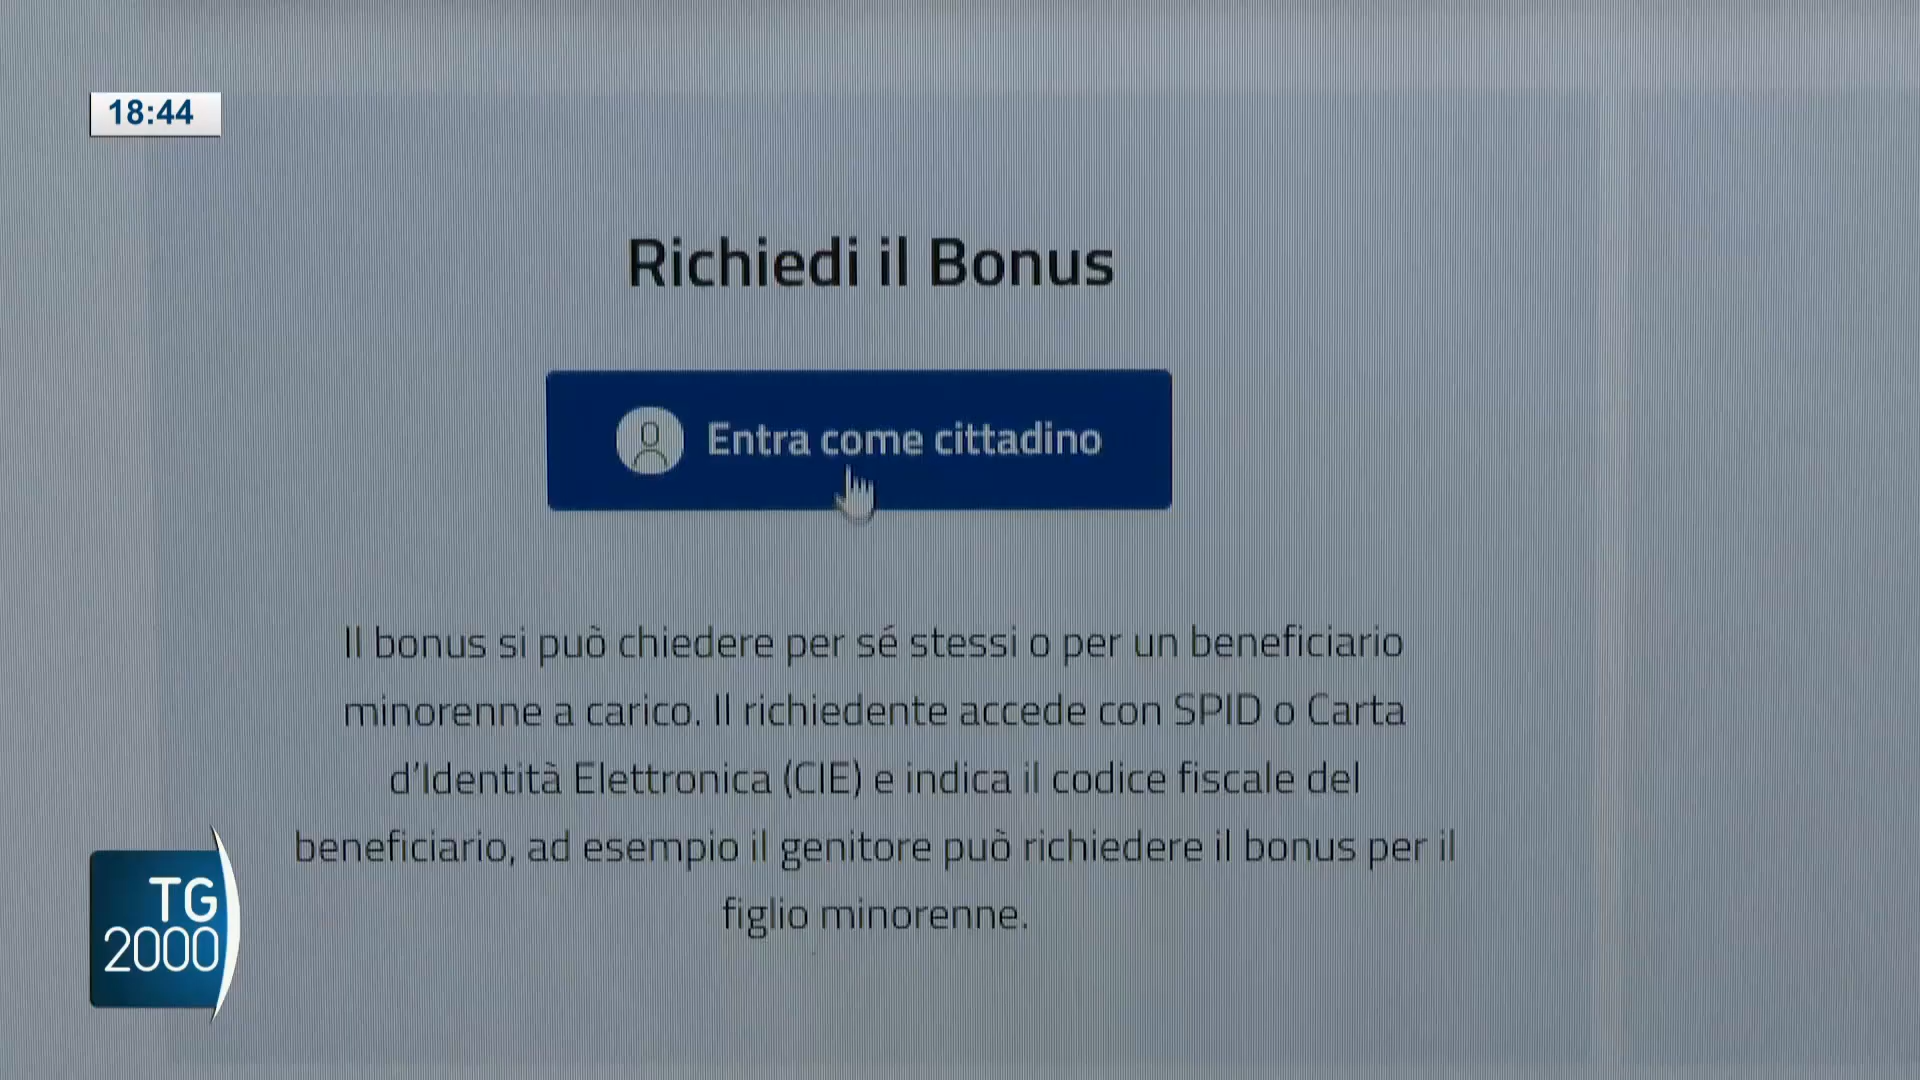 18:44
Richiedi il Bonus
Entra come cittadino
Il bonus si può chiedere per sé stessi o per un beneficiario
minorenne a carico. Il richiedente accede con SPID o Carta
d'Identità Elettronica (CIE) e indica il codice fiscale del
beneficiario, ad esempio il genitore può richiedere il bonus per il
figlio minorenne.
TG
2000